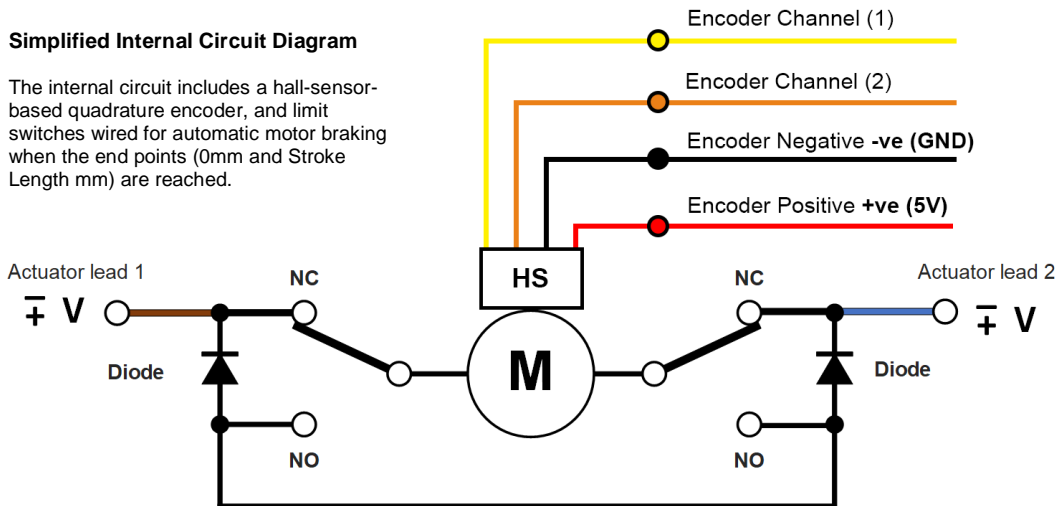 Simplified Internal Circuit Diagram
The internal circuit includes a hall-sensor-
based quadrature encoder, and limit
switches wired for automatic motor braking
when the end points (0mm and Stroke
Length mm) are reached.
Encoder Channel (1)
Encoder Channel (2)
Encoder Negative -ve (GND)
Encoder Positive +ve (5V)
Actuator lead 1
∓ V
NC
HS
NC
Actuator lead 2
∓ V
Diode
M
Diode
NO
NO